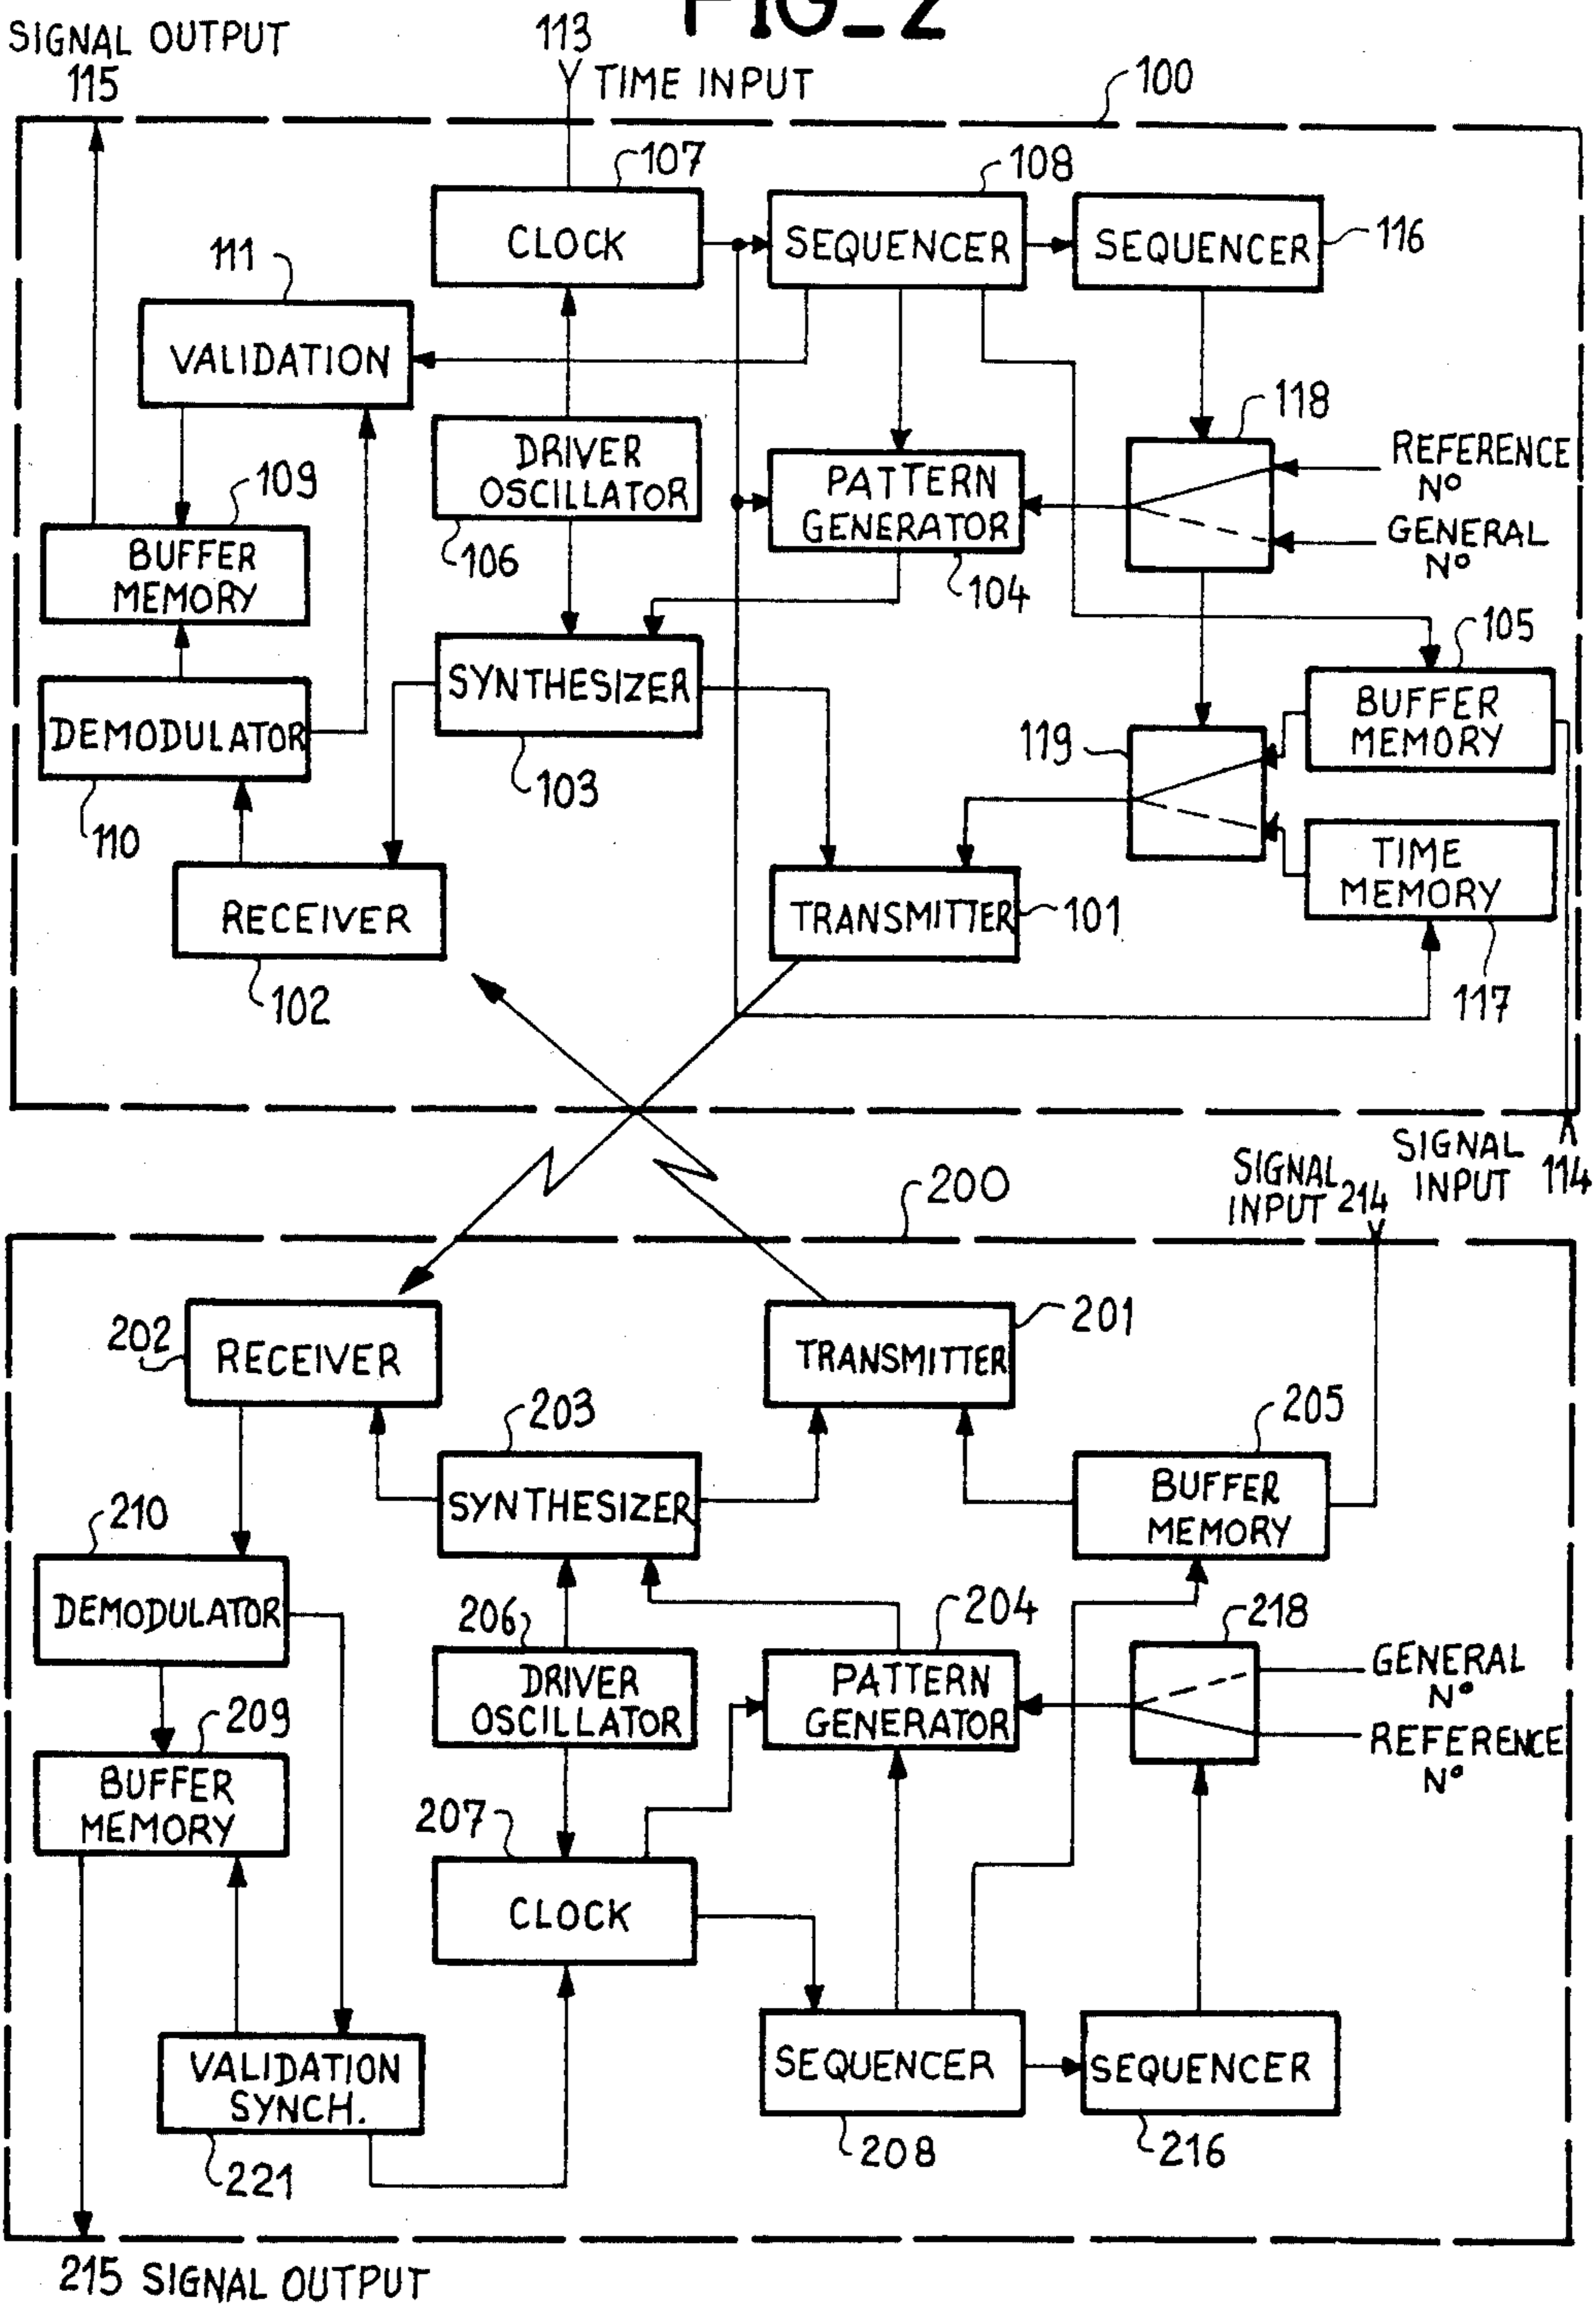 FIG_2
SIGNAL OUTPUT
115
113
TIME INPUT
100
107
CLOCK
108
SEQUENCER
SEQUENCER
116
111
VALIDATION
118
REFERENCE
N°
GENERAL
N°
DRIVER
OSCILLATOR
106
PATTERN
GENERATOR
104
109
BUFFER
MEMORY
105
BUFFER
MEMORY
SYNTHESIZER
103
DEMODULATOR
110
119
TIME
MEMORY
117
RECEIVER
102
TRANSMITTER
101
SIGNAL
INPUT
114
SIGNAL
INPUT
214
200
202
RECEIVER
TRANSMITTER
201
203
SYNTHESIZER
205
BUFFER
MEMORY
210
DEMODULATOR
206
DRIVER
OSCILLATOR
204
PATTERN
GENERATOR
218
GENERAL
N°
REFERENCE
N°
209
BUFFER
MEMORY
207
CLOCK
VALIDATION
SYNCH.
221
SEQUENCER
208
SEQUENCER
216
215 SIGNAL OUTPUT